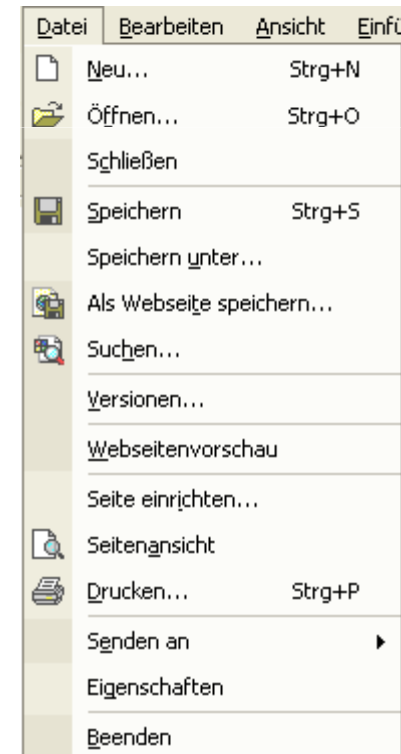 Datei Bearbeiten Ansicht Einfü
Neu... Strg+N
Öffnen... Strg+O
Schließen
Speichern Strg+S
Speichern unter...
Als Webseite speichern...
Suchen...
Versionen...
Webseitenvorschau
Seite einrichten...
Seitenansicht
Drucken... Strg+P
Senden an
Eigenschaften
Beenden